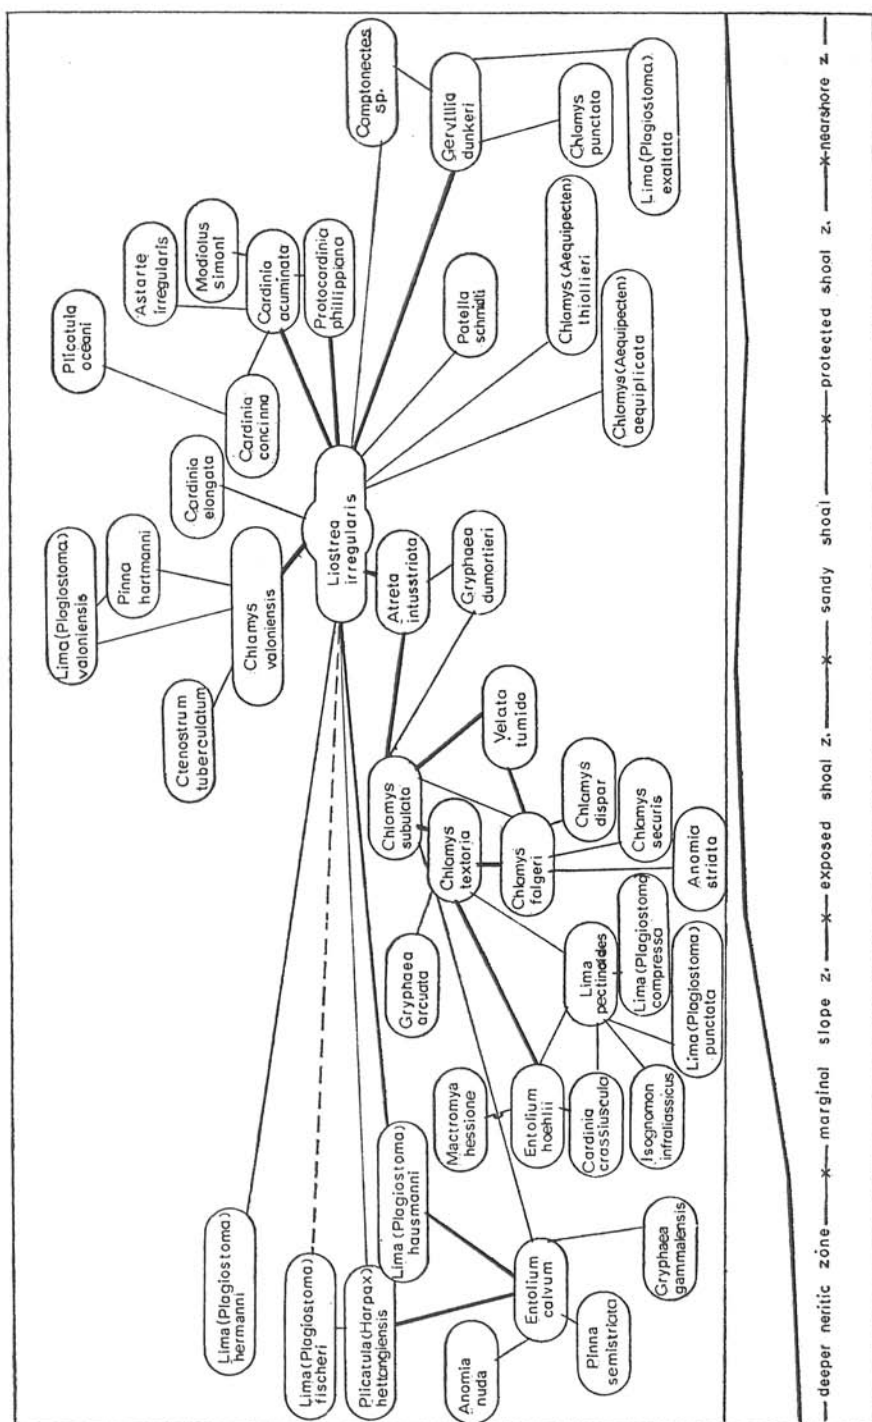 Lima(Plagiostoma)
hermanni
Lima(Plagiostoma)
fischeri
Plicatula(Harpax)
hettangiensis
Lima(Plagiostoma)
hausmanni
Anomia
nuda
Entolium
calvum
Pinna
semistriata
Gryphaea
gammalensis
Mactromya
hessione
Entolium
hoehlii
Cardinia
crassiuscula
Isognomon
infraliassicus
Lima(Plagiostoma)
punctata
Lima(Plagiostoma
compressa
Lima
pectinoides
Gryphaea
arcuata
Chlamys
subulata
Chlamys
textoria
Chlamys
falgeri
Velata
tumida
Chlamys
dispar
Chlamys
securis
Anomia
striata
Ctenostrum
tuberculatum
Lima(Plagiostoma)
valoniensis
Pinna
hartmanni
Chlamys
valoniensis
Liostrea
irregularis
Atreta
intusstriata
Gryphaea
dumortieri
Cardinia
elongata
Plicatula
oceani
Cardinia
concinna
Astarte
irregularis
Modiolus
simoni
Cardinia
acuminata
Protocardinia
phillippiana
Patella
schmidti
Chlamys(Aequipecten)
thiollieri
Chlamys(Aequipecten)
aequiplicata
Comptonectes
sp.
Gervillia
dunkeri
Chlamys
punctata
Lima(Plagiostoma)
exaltata
deeper neritic zóne x marginal slope z. x exposed shoal z. x sandy shoal x protected shoal z. x nearshore z.